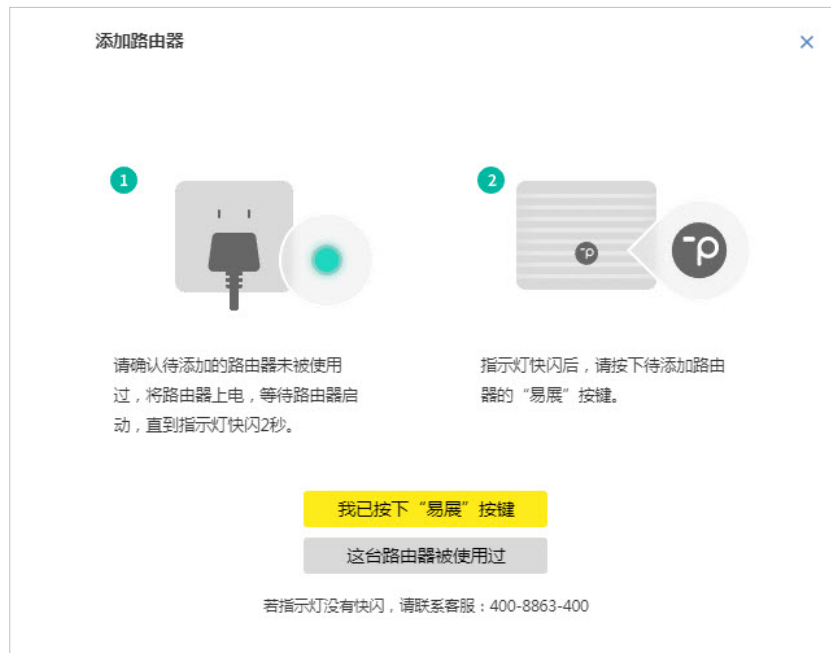 添加路由器
1
2
请确认待添加的路由器未被使用
过，将路由器上电，等待路由器启
动，直到指示灯快闪2秒。
指示灯快闪后，请按下待添加路由
器的“易展”按键。
我已按下“易展”按键
这台路由器被使用过
若指示灯没有快闪，请联系客服：400-8863-400